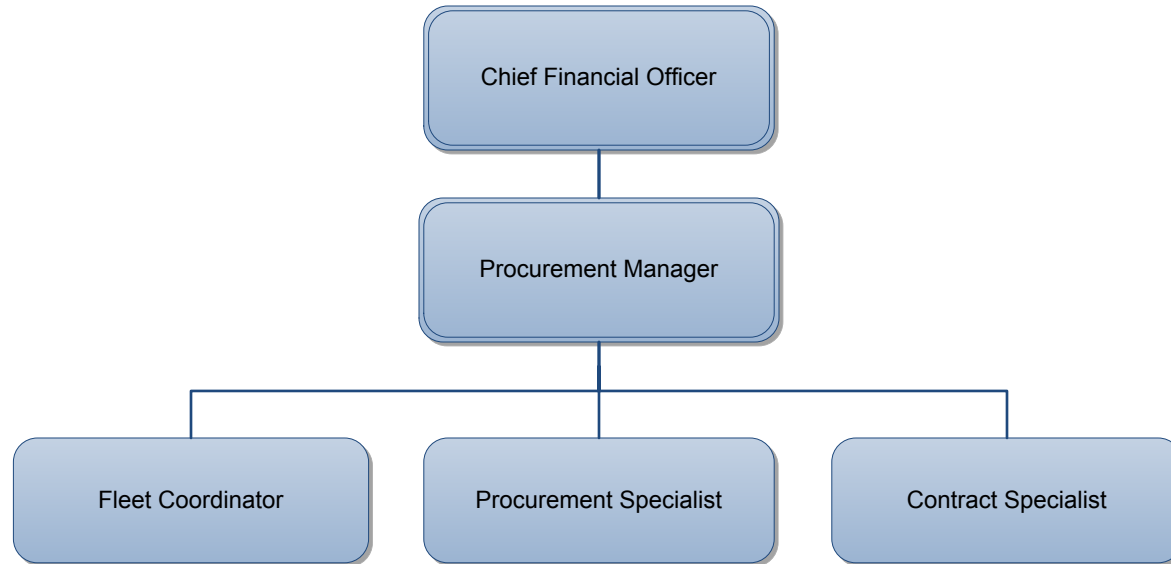 Chief Financial Officer
Procurement Manager
Fleet Coordinator
Procurement Specialist
Contract Specialist